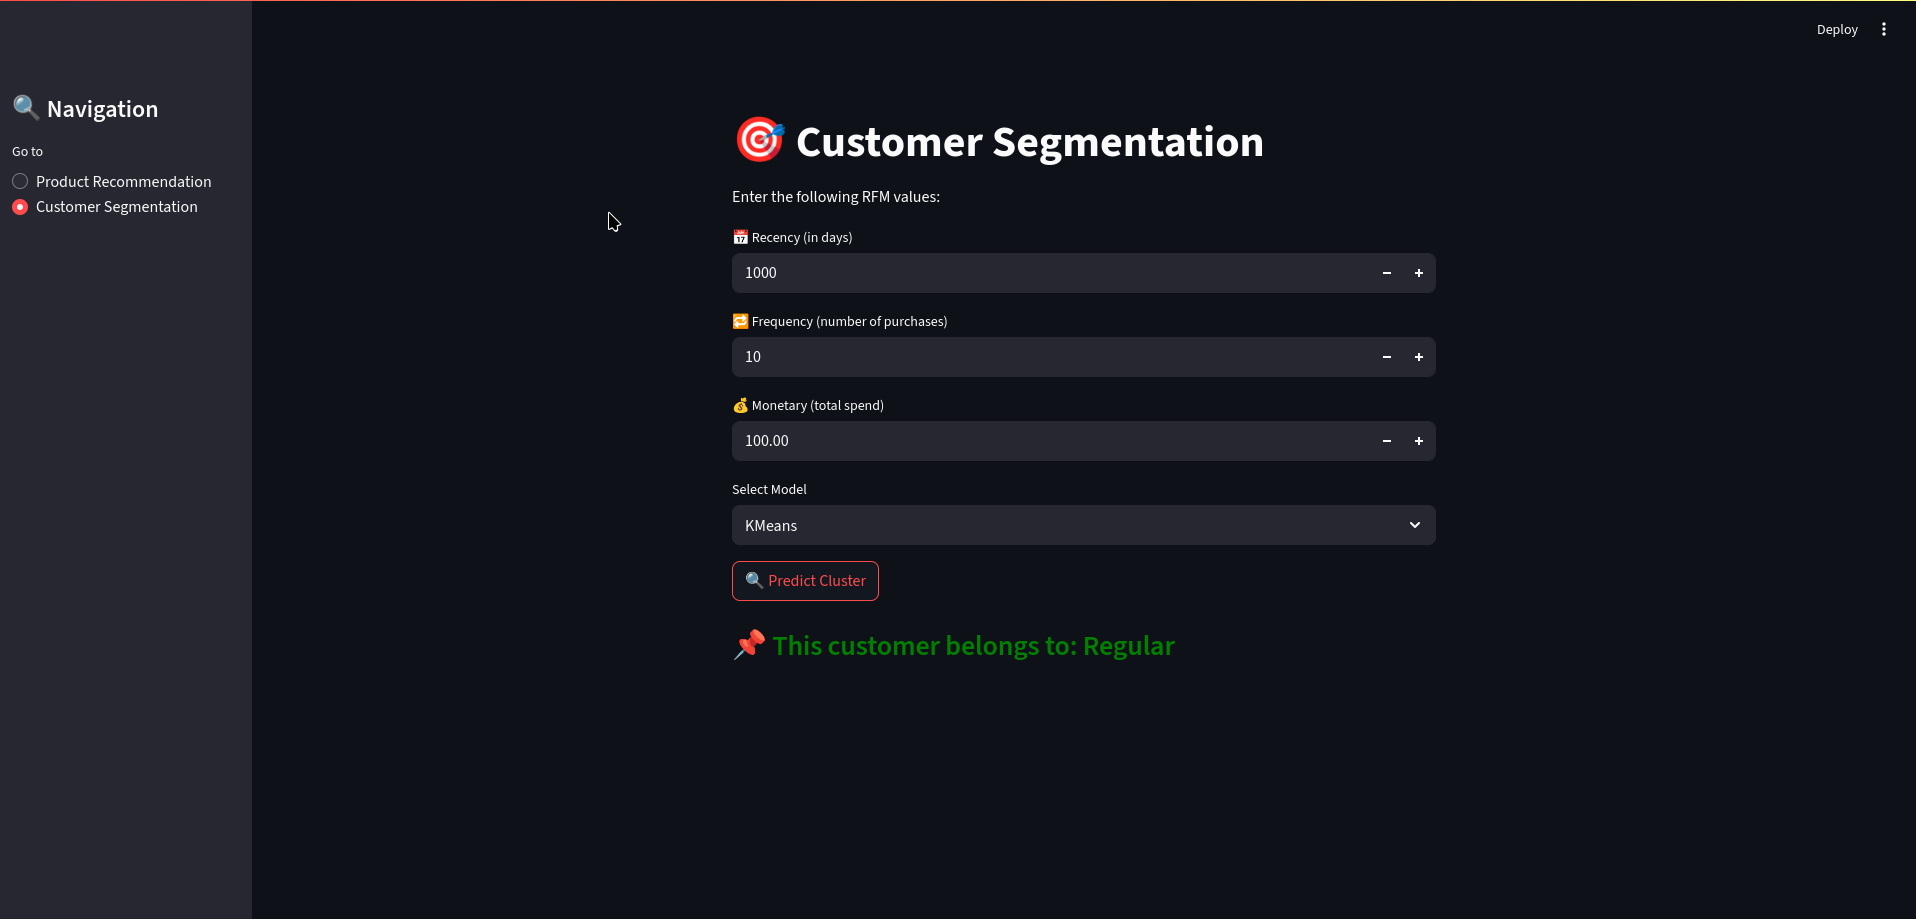 Deploy
🔍 Navigation
Go to
Product Recommendation
Customer Segmentation
🎯 Customer Segmentation
Enter the following RFM values:
📅 Recency (in days)
1000
🔁 Frequency (number of purchases)
10
💰 Monetary (total spend)
100.00
Select Model
KMeans
🔍 Predict Cluster
📌 This customer belongs to: Regular